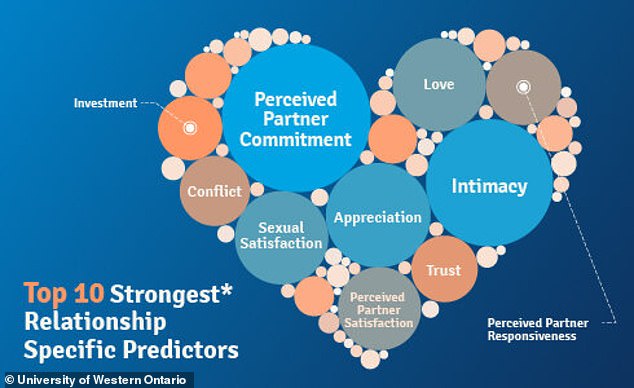 Investment
Perceived
Partner
Commitment
Love
Conflict
Intimacy
Sexual
Satisfaction
Appreciation
Trust
Perceived
Partner
Satisfaction
Perceived Partner
Responsiveness
Top 10 Strongest*
Relationship
Specific Predictors
© University of Western Ontario